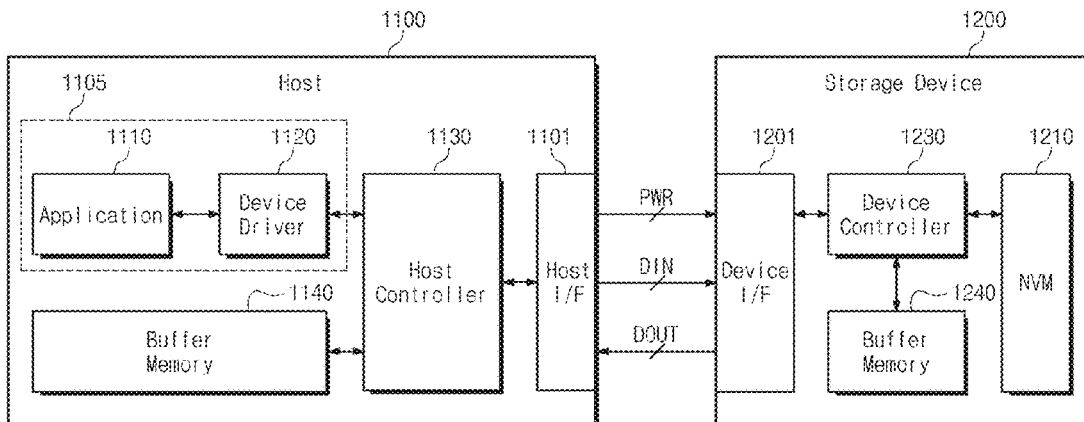 1100
1200
1105
Host
Storage Device
1110
1120
1130
1101
1201
1230
1210
Application
Device
Driver
Host
Controller
Host
I/F
PWR
DIN
DOUT
Device
I/F
Device
Controller
NVM
1140
Buffer
Memory
1240
Buffer
Memory